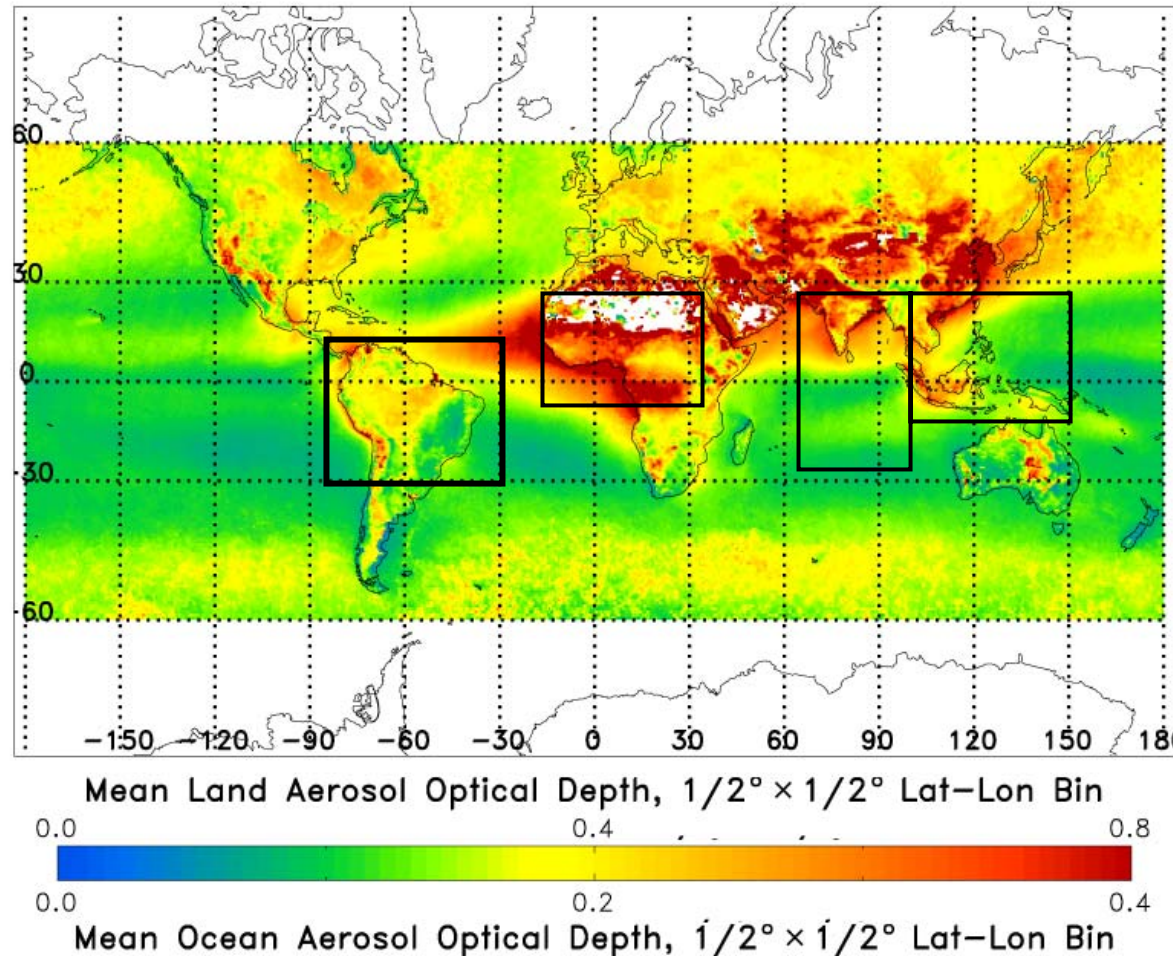 60
30
0
-30
-60
-150 -120 -90 -60 -30 0 30 60 90 120 150 180
Mean Land Aerosol Optical Depth, 1/2° × 1/2° Lat-Lon Bin
0.0 0.4 0.8
0.0 0.2 0.4
Mean Ocean Aerosol Optical Depth, 1/2° × 1/2° Lat-Lon Bin